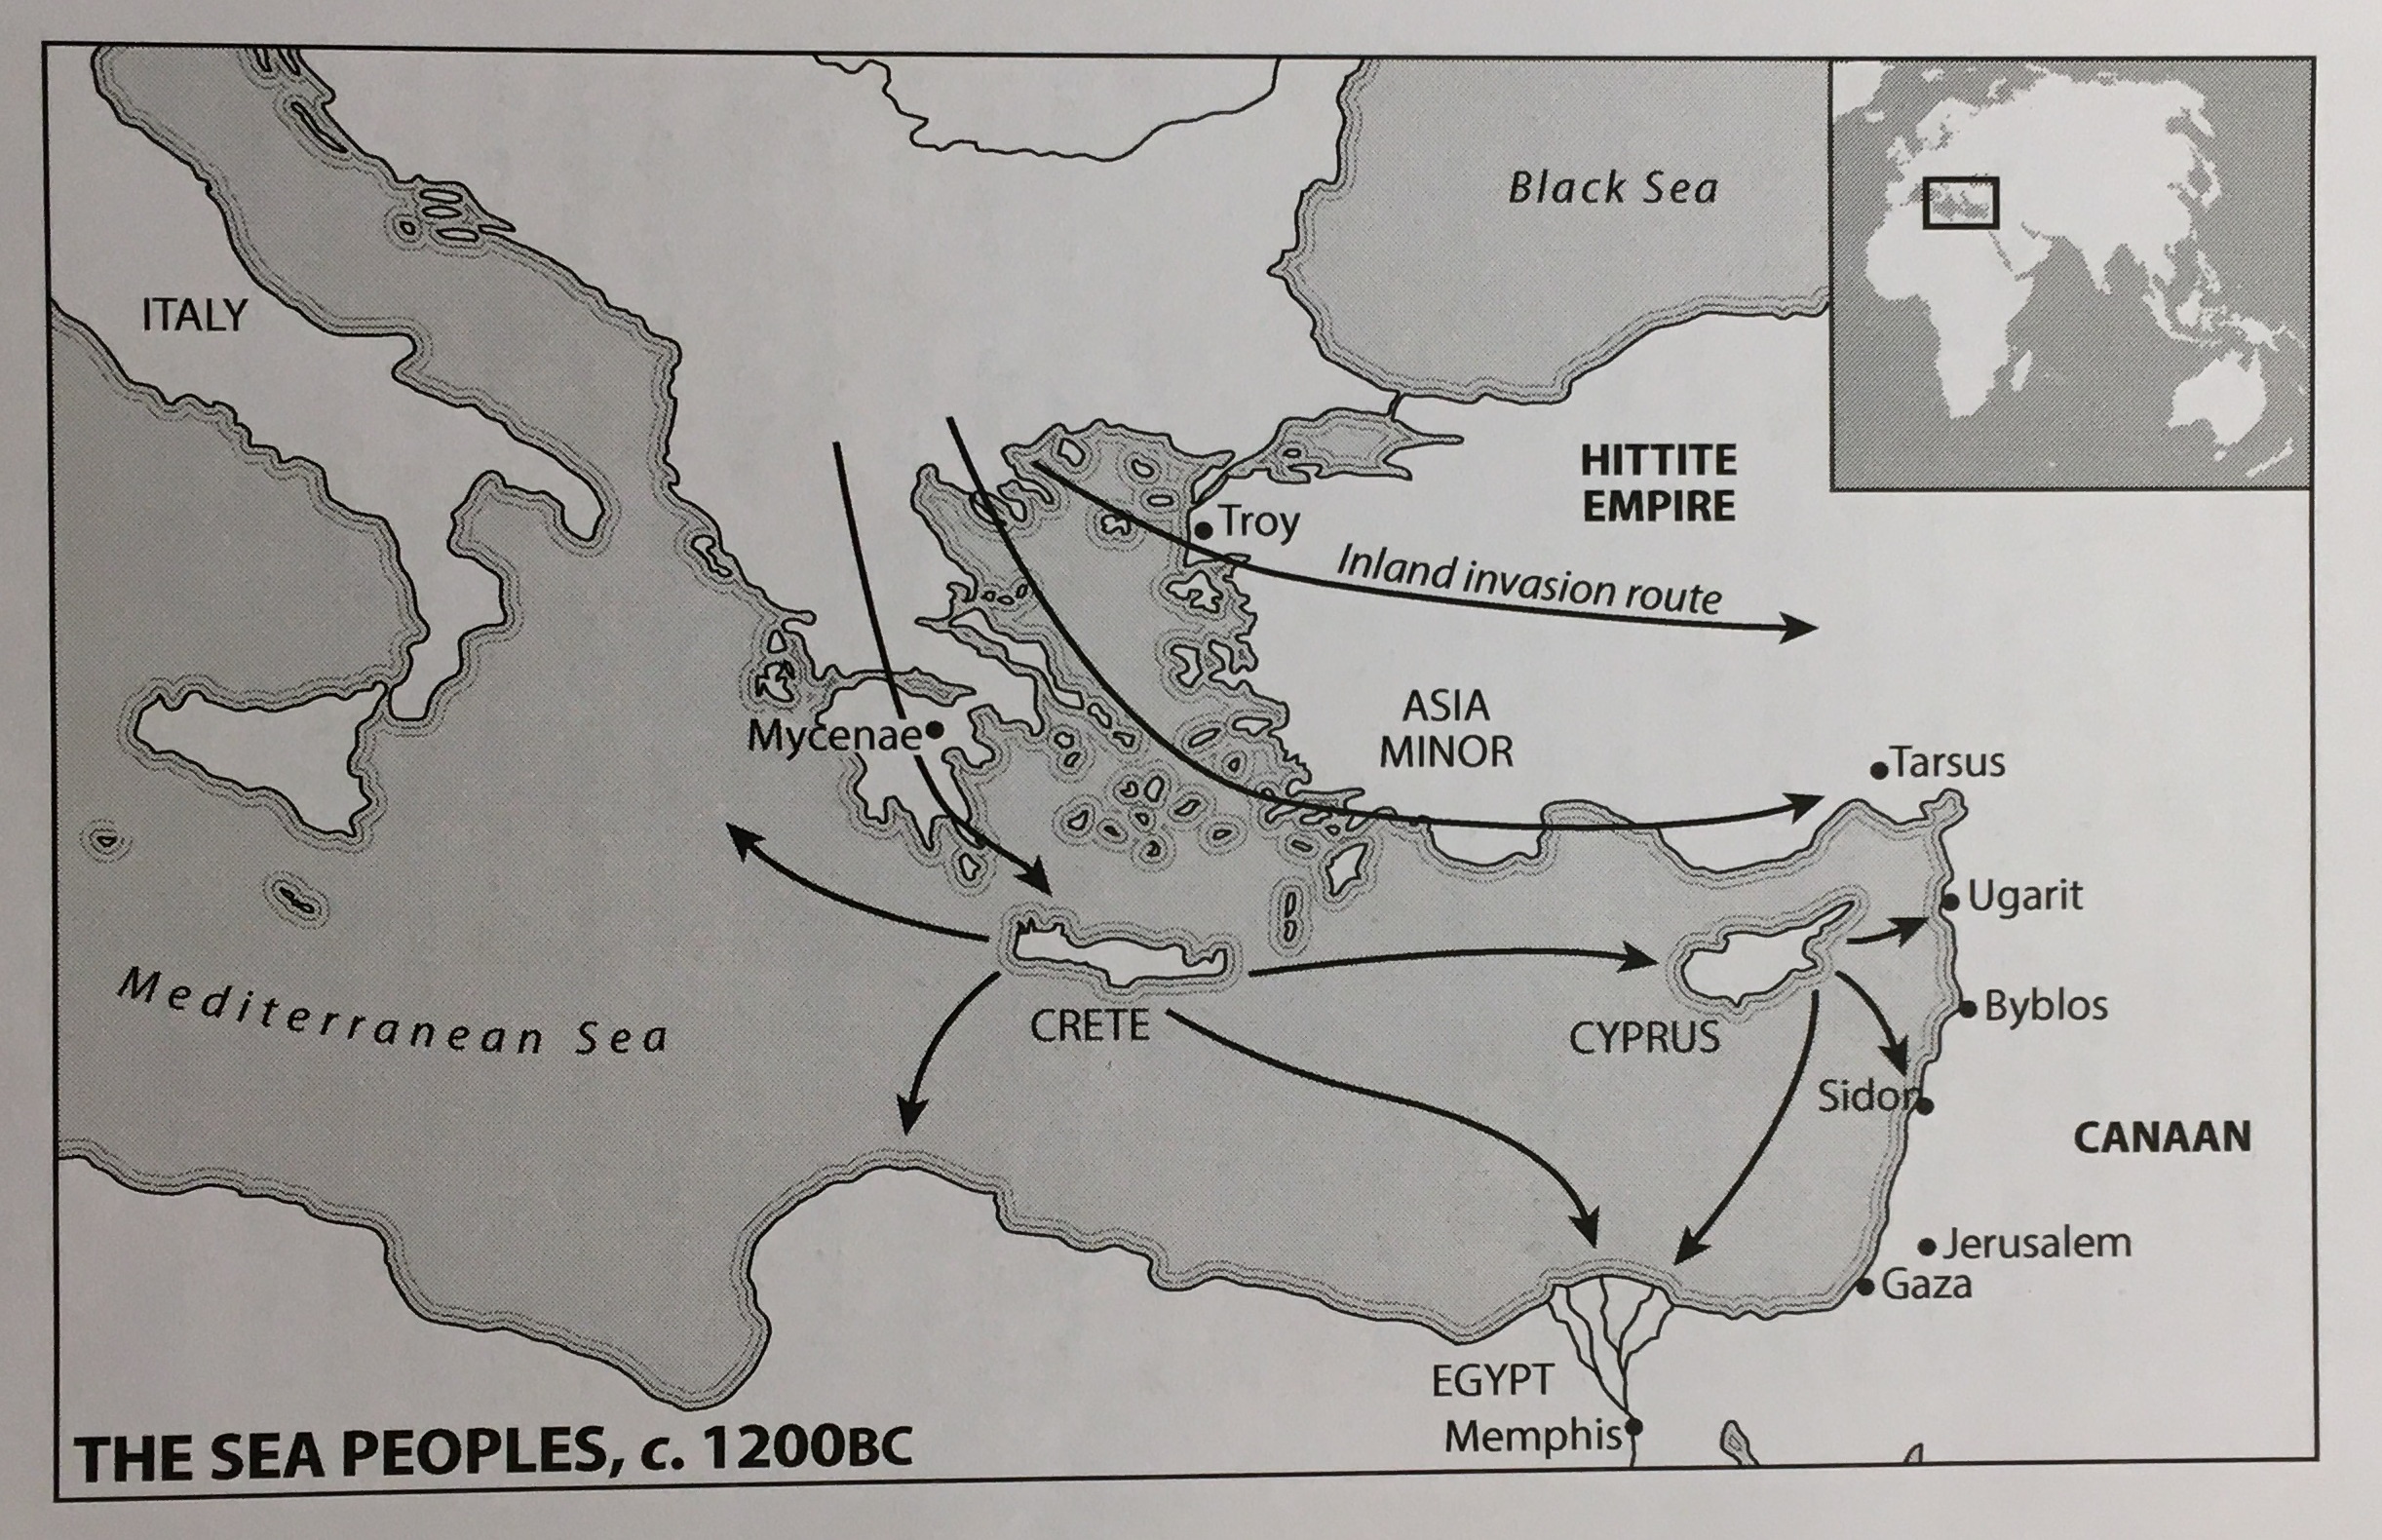 Black Sea
ITALY
HITTITE
EMPIRE
Troy
Inland invasion route
ASIA
MINOR
Mycenae
Tarsus
Ugarit
Mediterranean Sea
CRETE
CYPRUS
Byblos
Sidon
CANAAN
Jerusalem
Gaza
EGYPT
Memphis
THE SEA PEOPLES, c. 1200BC